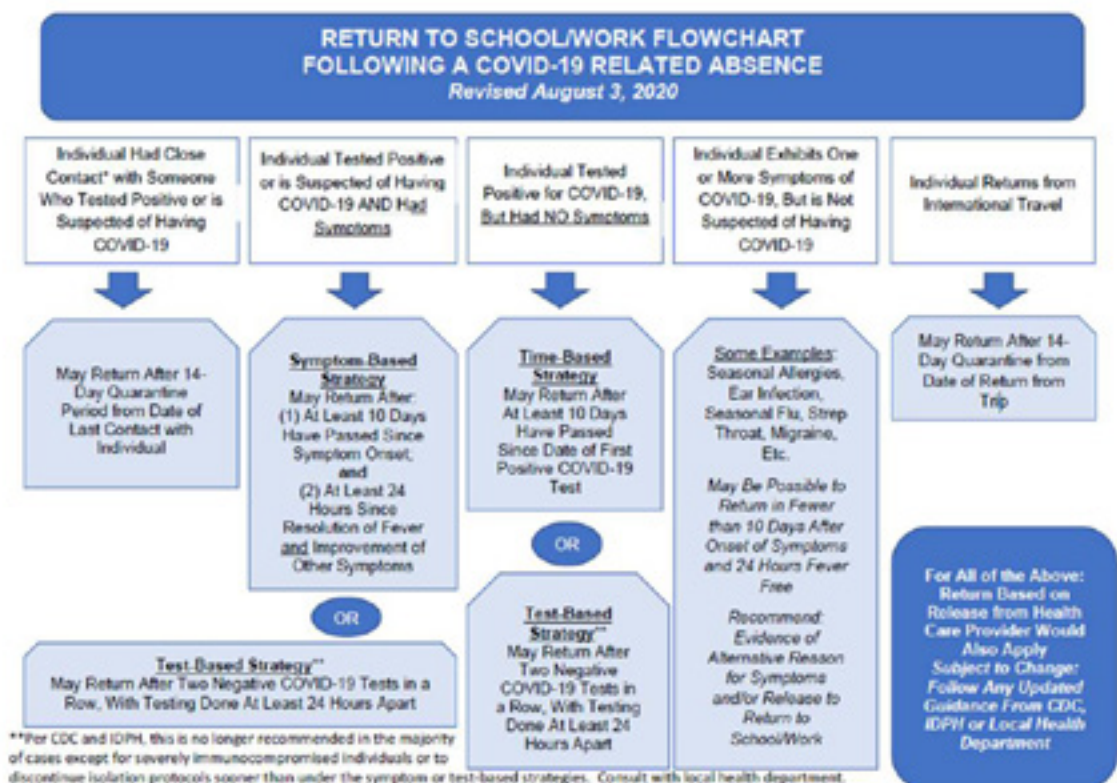 RETURN TO SCHOOL/WORK FLOWCHART
FOLLOWING A COVID-19 RELATED ABSENCE
Revised August 3, 2020
Individual Had Close
Contact* with Someone
Who Tested Positive or is
Suspected of Having
COVID-19
Individual Tested Positive
or is Suspected of Having
COVID-19 AND Had
Symptoms
Individual Tested
Positive for COVID-19,
But Had NO Symptoms
Individual Exhibits One
or More Symptoms of
COVID-19, But is Not
Suspected of Having
COVID-19
Individual Returns from
International Travel
May Return After 14-
Day Quarantine
Period from Date of
Last Contact with
Individual
Symptom-Based
Strategy
May Return After:
(1) At Least 10 Days
Have Passed Since
Symptom Onset;
and
(2) At Least 24
Hours Since
Resolution of Fever
and Improvement of
Other Symptoms
OR
Test-Based Strategy**
May Return After Two Negative COVID-19 Tests in a
Row, With Testing Done At Least 24 Hours Apart
Time-Based
Strategy
May Return After
At Least 10 Days
Have Passed
Since Date of First
Positive COVID-19
Test
OR
Test-Based
Strategy**
May Return After
Two Negative
COVID-19 Tests in
a Row, With Testing
Done At Least 24
Hours Apart
Some Examples:
Seasonal Allergies,
Ear Infection,
Seasonal Flu, Strep
Throat, Migraine,
Etc.
May Be Possible to
Return in Fewer
than 10 Days After
Onset of Symptoms
and 24 Hours Fever
Free
Recommend:
Evidence of
Alternative Reason
for Symptoms
and/or Release to
Return to
School/Work
May Return After 14-
Day Quarantine from
Date of Return from
Trip
For All of the Above:
Return Based on
Release from Health
Care Provider Would
Also Apply
Subject to Change:
Follow Any Updated
Guidance From CDC,
IDPH or Local Health
Department
**Per CDC and IDPH, this is no longer recommended in the majority
of cases except for severely immunocompromised individuals or to
discontinue isolation protocols sooner than under the symptom or test-based strategies. Consult with local health department.